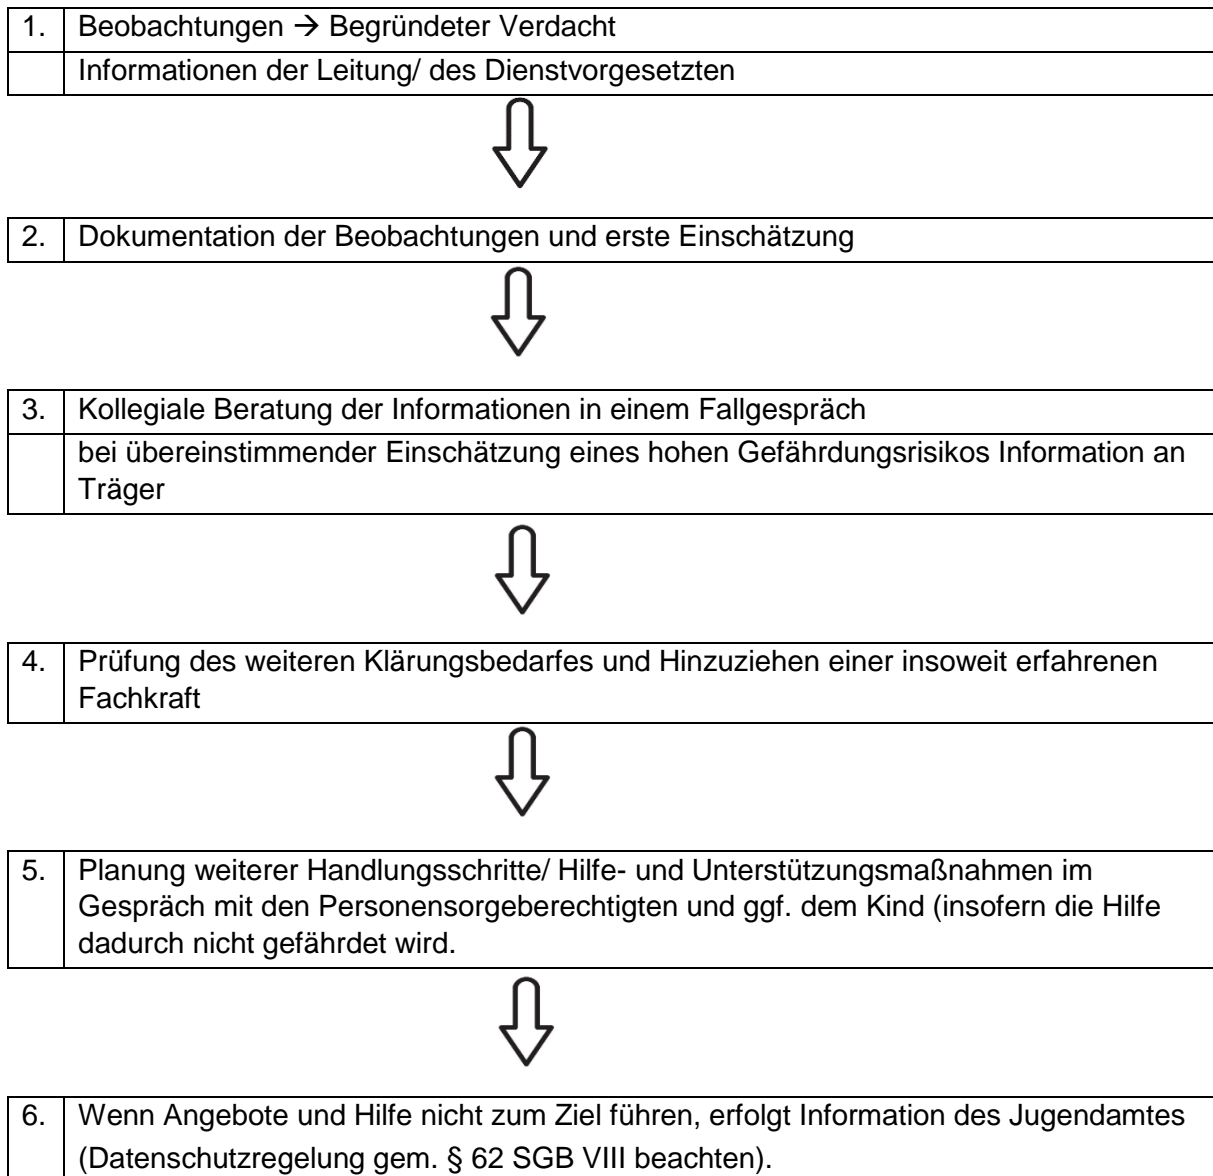 1. Beobachtungen → Begründeter Verdacht
Informationen der Leitung/ des Dienstvorgesetzten
2. Dokumentation der Beobachtungen und erste Einschätzung
3. Kollegiale Beratung der Informationen in einem Fallgespräch
bei übereinstimmender Einschätzung eines hohen Gefährdungsrisikos Information an
Träger
4. Prüfung des weiteren Klärungsbedarfes und Hinzuziehen einer insoweit erfahrenen
Fachkraft
5. Planung weiterer Handlungsschritte/ Hilfe- und Unterstützungsmaßnahmen im
Gespräch mit den Personensorgeberechtigten und ggf. dem Kind (insofern die Hilfe
dadurch nicht gefährdet wird.
6. Wenn Angebote und Hilfe nicht zum Ziel führen, erfolgt Information des Jugendamtes
(Datenschutzregelung gem. § 62 SGB VIII beachten).